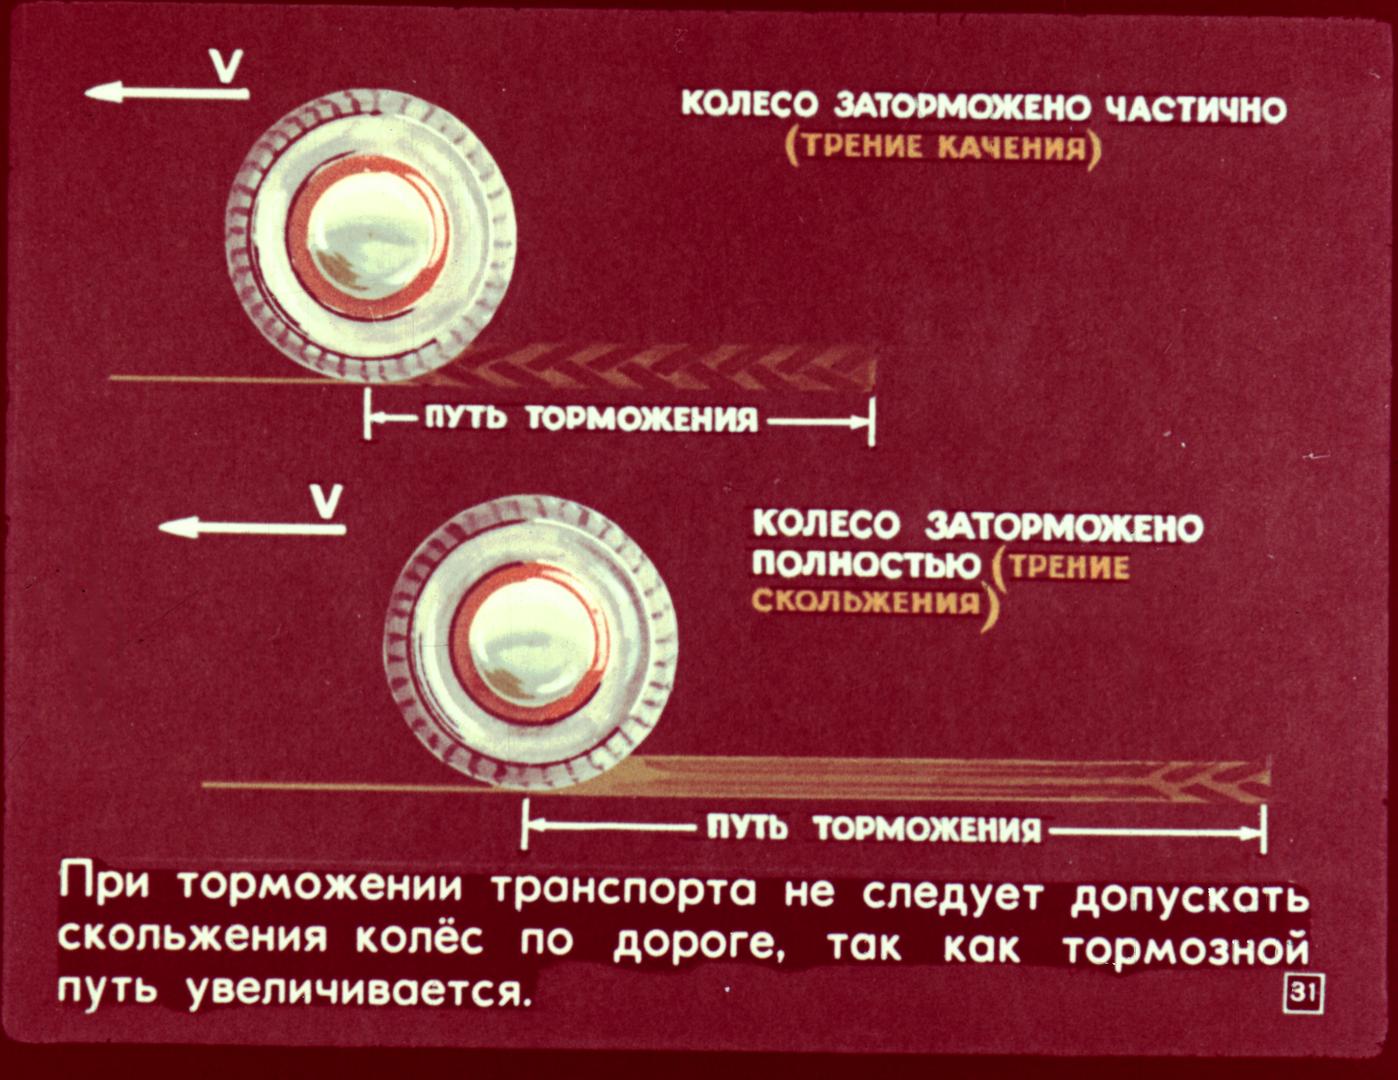 V
КОЛЕСО ЗАТОРМОЖЕНО ЧАСТИЧНО
(ТРЕНИЕ КАЧЕНИЯ)
ПУТЬ ТОРМОЖЕНИЯ
V
КОЛЕСО ЗАТОРМОЖЕНО
ПОЛНОСТЬЮ (ТРЕНИЕ
СКОЛЬЖЕНИЯ)
ПУТЬ ТОРМОЖЕНИЯ
При торможении транспорта не следует допускать
скольжения колёс по дороге, так как тормозной
путь увеличивается.
31